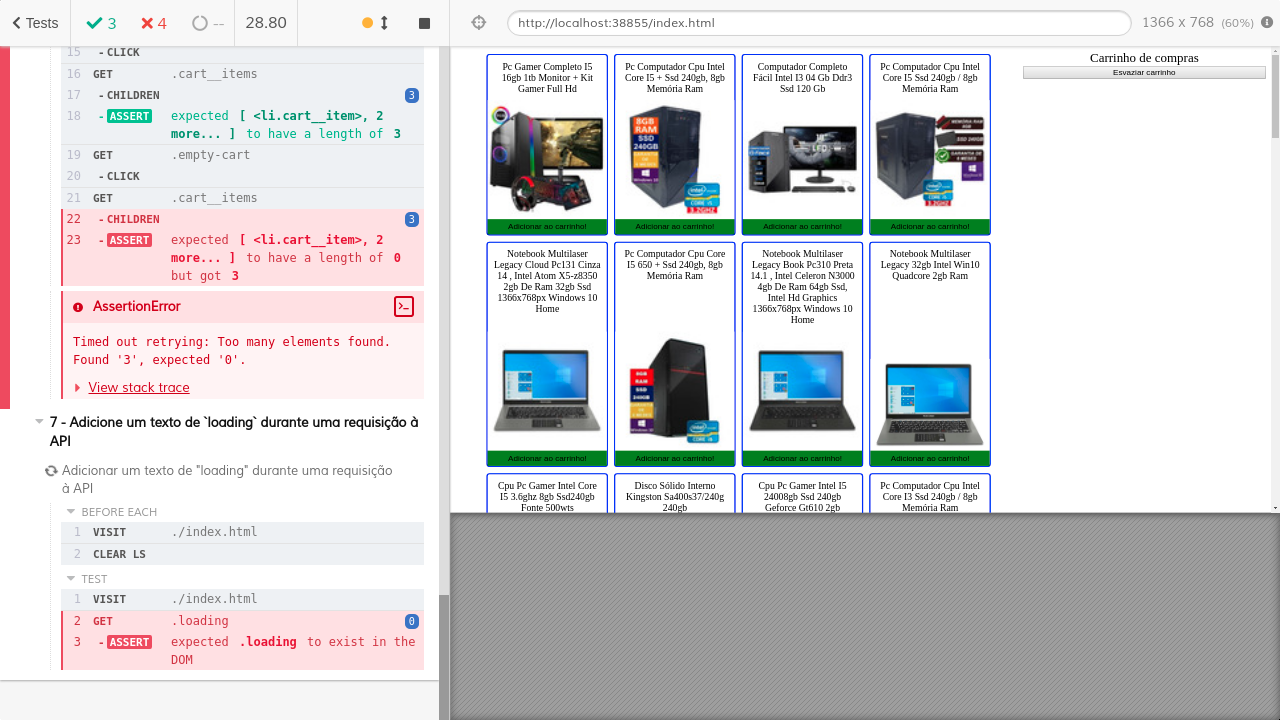 Tests
3
4
--
28.80
http://localhost:38855/index.html
1366 x 768 (60%)
15 -CLICK
16 GET .cart__items
17 -CHILDREN 3
18 -ASSERT expected [ <li.cart__item>, 2
more... ] to have a length of 3
19 GET .empty-cart
20 -CLICK
21 GET .cart__items
22 -CHILDREN 3
23 -ASSERT expected [ <li.cart__item>, 2
more... ] to have a length of 0
but got 3
AssertionError
Timed out retrying: Too many elements found.
Found '3', expected '0'.
View stack trace
7 - Adicione um texto de `loading` durante uma requisição à
API
Adicionar um texto de "loading" durante uma requisição
à API
BEFORE EACH
1 VISIT ./index.html
2 CLEAR LS
TEST
1 VISIT ./index.html
2 GET .loading 0
3 -ASSERT expected .loading to exist in the
DOM
Pc Gamer Completo I5
16gb 1tb Monitor + Kit
Gamer Full Hd
Adicionar ao carrinho!
Pc Computador Cpu Intel
Core I5 + Ssd 240gb, 8gb
Memória Ram
8GB
RAM
SSD
240GB
Adicionar ao carrinho!
Computador Completo
Fácil Intel I3 04 Gb Ddr3
Ssd 120 Gb
Adicionar ao carrinho!
Pc Computador Cpu Intel
Core I5 Ssd 240gb / 8gb
Memória Ram
Adicionar ao carrinho!
Carrinho de compras
Esvaziar carrinho
Notebook Multilaser
Legacy Cloud Pc131 Cinza
14 , Intel Atom X5-z8350
2gb De Ram 32gb Ssd
1366x768px Windows 10
Home
Adicionar ao carrinho!
Pc Computador Cpu Core
I5 650 + Ssd 240gb, 8gb
Memória Ram
Adicionar ao carrinho!
Notebook Multilaser
Legacy Book Pc310 Preta
14.1 , Intel Celeron N3000
4gb De Ram 64gb Ssd,
Intel Hd Graphics
1366x768px Windows 10
Home
Adicionar ao carrinho!
Notebook Multilaser
Legacy 32gb Intel Win10
Quadcore 2gb Ram
Adicionar ao carrinho!
Cpu Pc Gamer Intel Core
I5 3.6ghz 8gb Ssd240gb
Fonte 500wts
Disco Sólido Interno
Kingston Sa400s37/240g
240gb
Cpu Pc Gamer Intel I5
24008gb Ssd 240gb
Geforce Gt610 2gb
Pc Computador Cpu Intel
Core I3 Ssd 240gb / 8gb
Memória Ram